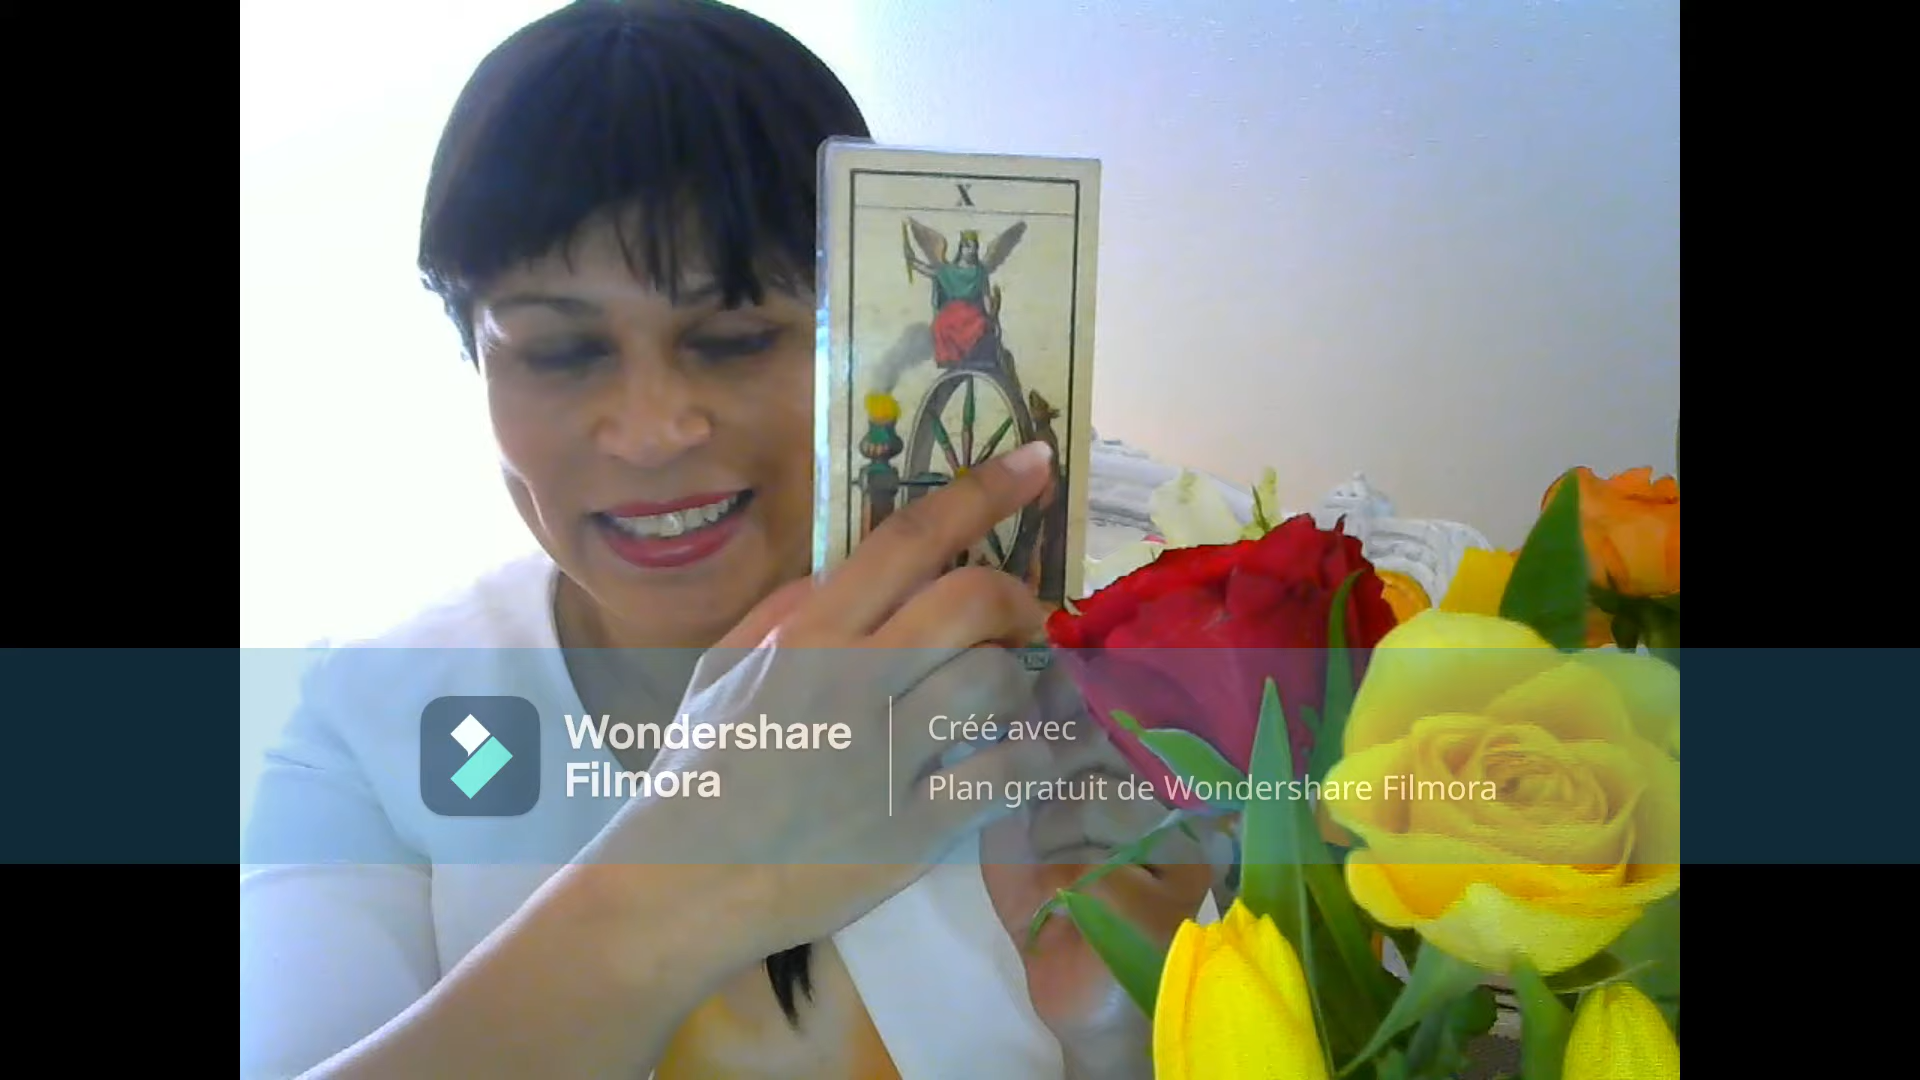 X
Wondershare
Filmora
Créé avec
Plan gratuit de Wondershare Filmora